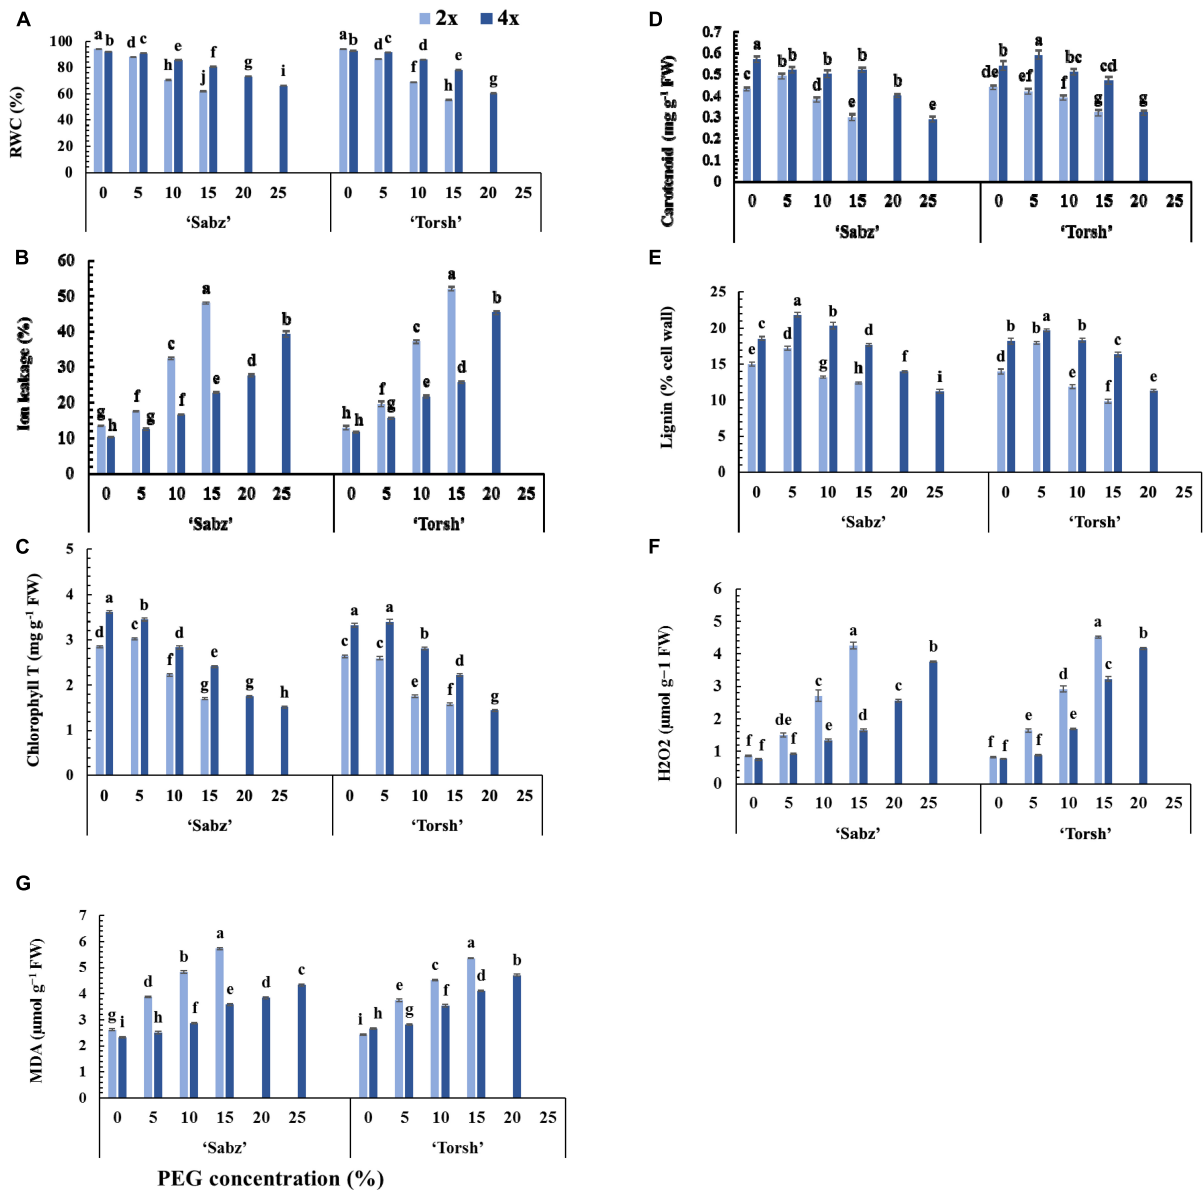 A
2x 4x
RWC (%)
100
80
60
40
20
0
a b d c h e j f g i
a b d c f d h e g
0 5 10 15 20 25 0 5 10 15 20 25
‘Sabz’ ‘Torsh’
B
Ion leakage (%)
60
50
40
30
20
10
0
g h f g c f a e d b
h h f g c e a d b
0 5 10 15 20 25 0 5 10 15 20 25
‘Sabz’ ‘Torsh’
C
Chlorophyll T (mg g-1 FW)
5
4
3
2
1
0
d a c b f d g e g h
c a c a e b f d g
0 5 10 15 20 25 0 5 10 15 20 25
‘Sabz’ ‘Torsh’
D
Carotenoid (mg g-1 FW)
0.7
0.6
0.5
0.4
0.3
0.2
0.1
0
c a b b d b e b b e
de b ef a f bc g cd g
0 5 10 15 20 25 0 5 10 15 20 25
‘Sabz’ ‘Torsh’
E
Lignin (% cell wall)
25
20
15
10
5
0
e c d a g b h d f i
d b b a e b f c e
0 5 10 15 20 25 0 5 10 15 20 25
‘Sabz’ ‘Torsh’
F
H2O2 (µmol g−1 FW)
6
5
4
3
2
1
0
f f de f c e a d c b
f f e f d e a c b
0 5 10 15 20 25 0 5 10 15 20 25
‘Sabz’ ‘Torsh’
G
MDA (µmol g−1 FW)
7
6
5
4
3
2
1
0
g i d h b f a e d c
i h e g c f a d b
0 5 10 15 20 25 0 5 10 15 20 25
‘Sabz’ ‘Torsh’
PEG concentration (%)